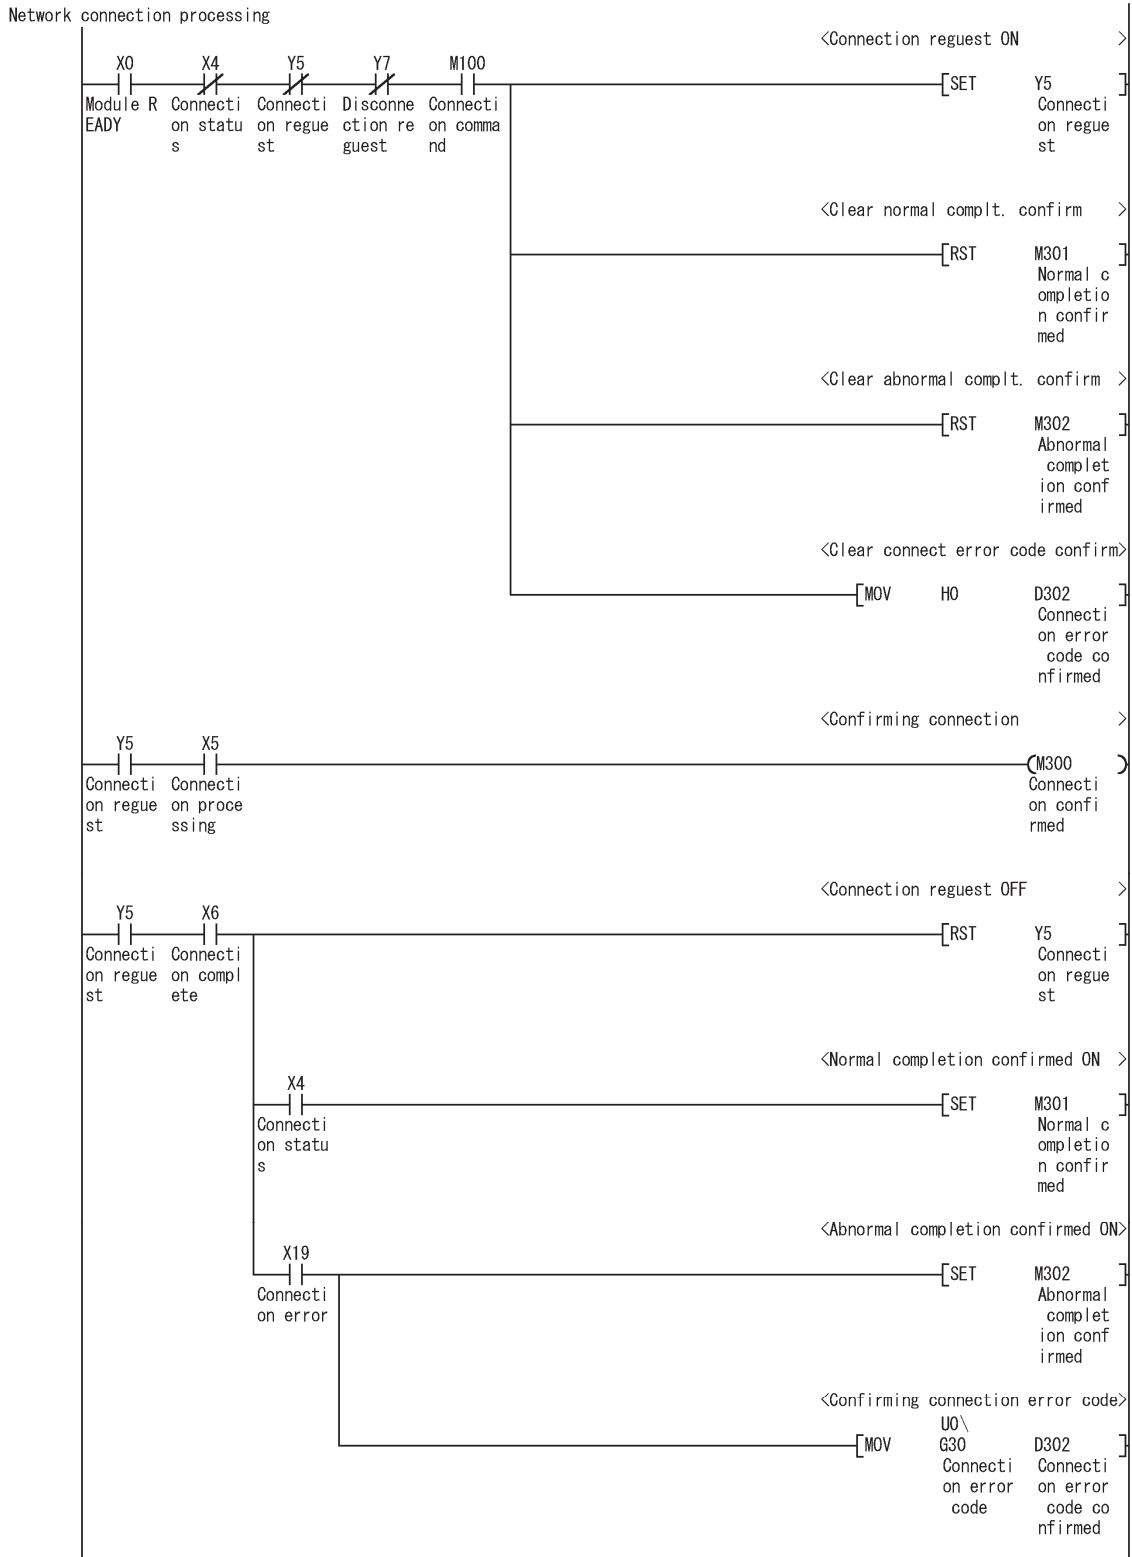 Network connection processing
<Connection reguest ON >
X0 X4 Y5 Y7 M100
[SET Y5 ]
Module R Connecti Connecti Disconne Connecti Connecti
EADY on statu on regue ction re on comma on regue
s st guest nd st
<Clear normal complt. confirm >
[RST M301 ]
Normal c
ompletio
n confir
med
<Clear abnormal complt. confirm >
[RST M302 ]
Abnormal
complet
ion conf
irmed
<Clear connect error code confirm>
[MOV H0 D302 ]
Connecti
on error
code co
nfirmed
<Confirming connection >
Y5 X5
(M300 )
Connecti Connecti Connecti
on regue on proce on confi
st ssing rmed
<Connection reguest OFF >
Y5 X6
[RST Y5 ]
Connecti Connecti Connecti
on regue on compl on regue
st ete st
<Normal completion confirmed ON >
X4
[SET M301 ]
Connecti Normal c
on statu ompletio
s n confir
med
<Abnormal completion confirmed ON>
X19
[SET M302 ]
Connecti Abnormal
on error complet
ion conf
irmed
<Confirming connection error code>
U0\
[MOV G30 D302 ]
Connecti Connecti
on error on error
code code co
nfirmed